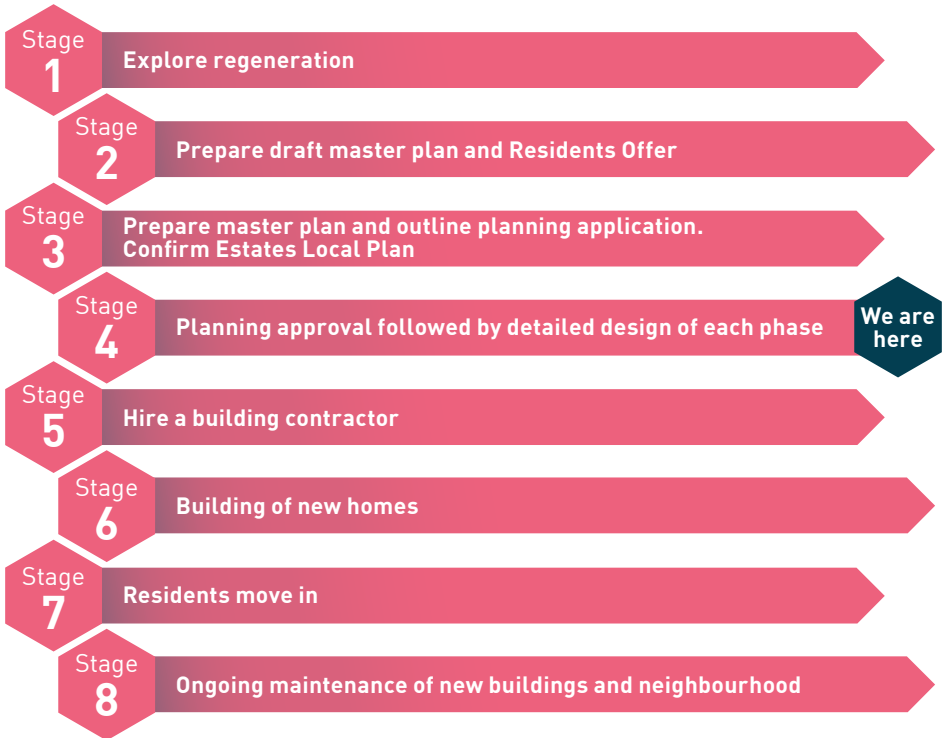 Stage
1
Explore regeneration
Stage
2
Prepare draft master plan and Residents Offer
Stage
3
Prepare master plan and outline planning application.
Confirm Estates Local Plan
Stage
4
Planning approval followed by detailed design of each phase
We are
here
Stage
5
Hire a building contractor
Stage
6
Building of new homes
Stage
7
Residents move in
Stage
8
Ongoing maintenance of new buildings and neighbourhood